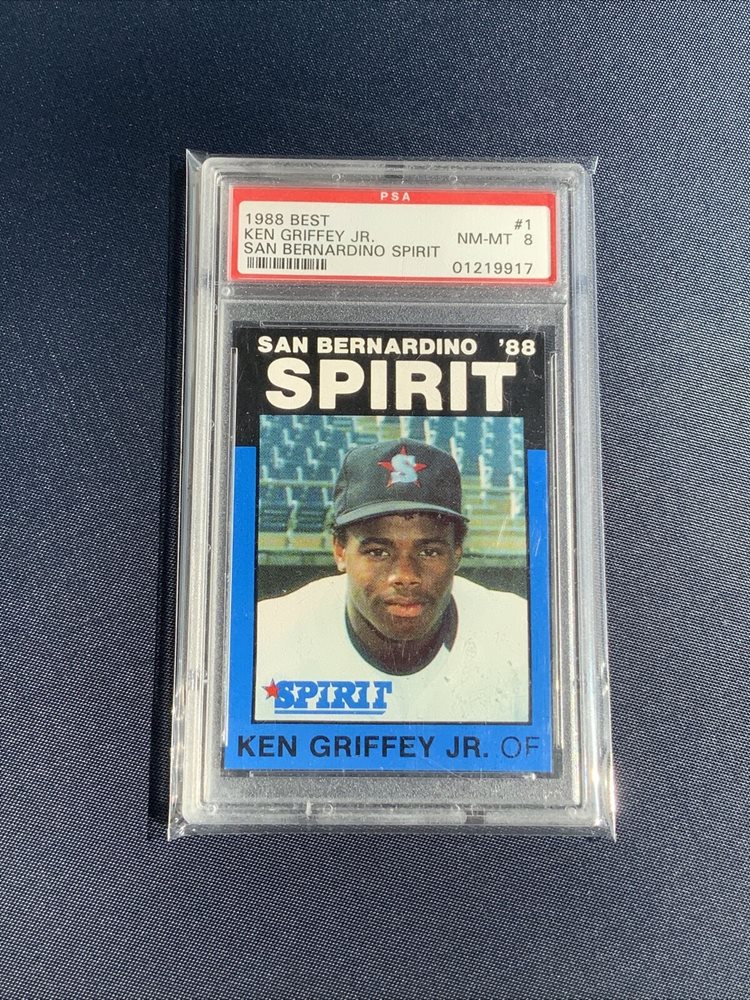 PSA
1988 BEST #1
KEN GRIFFEY JR. NM-MT 8
SAN BERNARDINO SPIRIT
01219917
SAN BERNARDINO '88
SPIRIT
S
SPIRIT
KEN GRIFFEY JR. OF